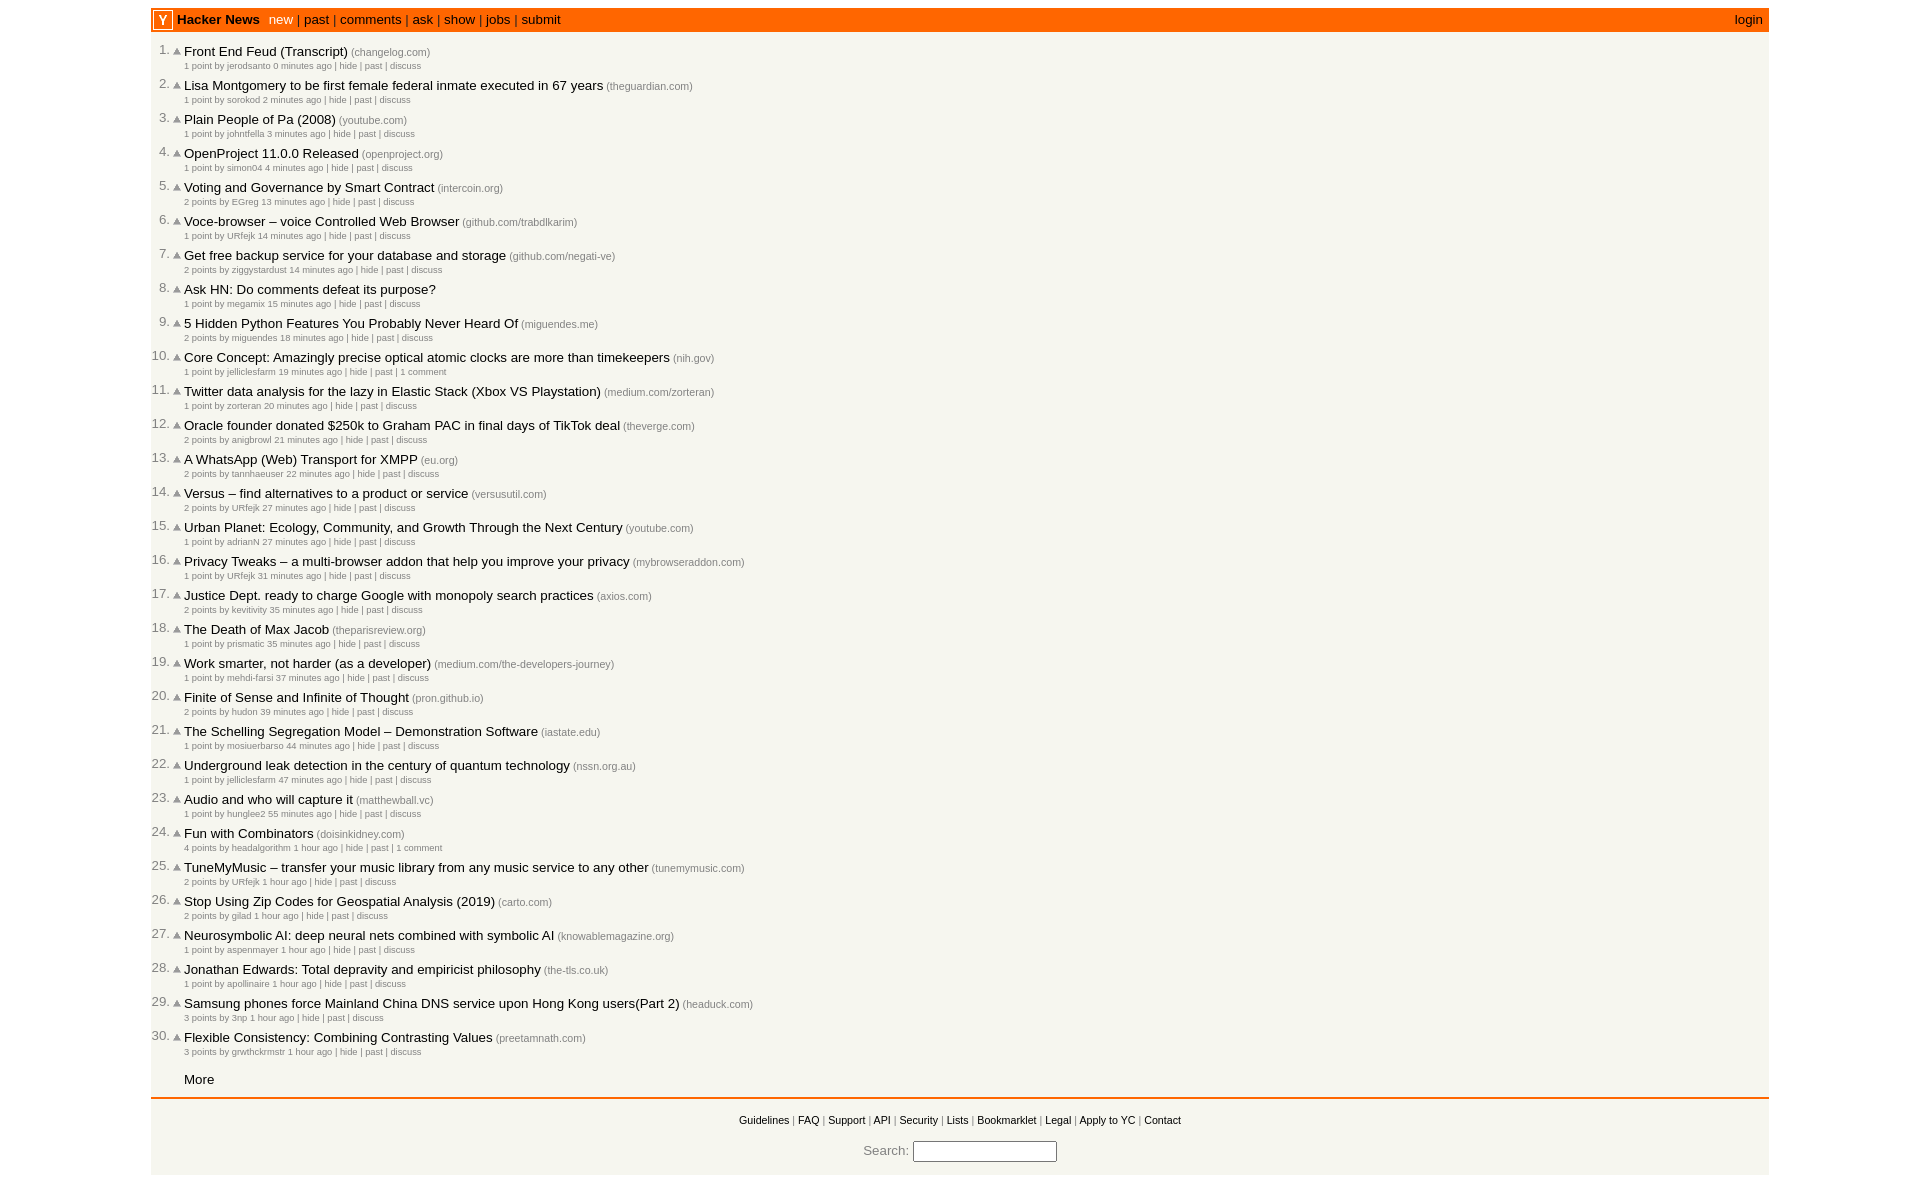 Y Hacker News new | past | comments | ask | show | jobs | submit login
1. Front End Feud (Transcript) (changelog.com)
1 point by jerodsanto 0 minutes ago | hide | past | discuss
2. Lisa Montgomery to be first female federal inmate executed in 67 years (theguardian.com)
1 point by sorokod 2 minutes ago | hide | past | discuss
3. Plain People of Pa (2008) (youtube.com)
1 point by johntfella 3 minutes ago | hide | past | discuss
4. OpenProject 11.0.0 Released (openproject.org)
1 point by simon04 4 minutes ago | hide | past | discuss
5. Voting and Governance by Smart Contract (intercoin.org)
2 points by EGreg 13 minutes ago | hide | past | discuss
6. Voce-browser – voice Controlled Web Browser (github.com/trabdlkarim)
1 point by URfejk 14 minutes ago | hide | past | discuss
7. Get free backup service for your database and storage (github.com/negati-ve)
2 points by ziggystardust 14 minutes ago | hide | past | discuss
8. Ask HN: Do comments defeat its purpose?
1 point by megamix 15 minutes ago | hide | past | discuss
9. 5 Hidden Python Features You Probably Never Heard Of (miguendes.me)
2 points by miguendes 18 minutes ago | hide | past | discuss
10. Core Concept: Amazingly precise optical atomic clocks are more than timekeepers (nih.gov)
1 point by jelliclesfarm 19 minutes ago | hide | past | 1 comment
11. Twitter data analysis for the lazy in Elastic Stack (Xbox VS Playstation) (medium.com/zorteran)
1 point by zorteran 20 minutes ago | hide | past | discuss
12. Oracle founder donated $250k to Graham PAC in final days of TikTok deal (theverge.com)
2 points by anigbrowl 21 minutes ago | hide | past | discuss
13. A WhatsApp (Web) Transport for XMPP (eu.org)
2 points by tannhaeuser 22 minutes ago | hide | past | discuss
14. Versus – find alternatives to a product or service (versusutil.com)
2 points by URfejk 27 minutes ago | hide | past | discuss
15. Urban Planet: Ecology, Community, and Growth Through the Next Century (youtube.com)
1 point by adrianN 27 minutes ago | hide | past | discuss
16. Privacy Tweaks – a multi-browser addon that help you improve your privacy (mybrowseraddon.com)
1 point by URfejk 31 minutes ago | hide | past | discuss
17. Justice Dept. ready to charge Google with monopoly search practices (axios.com)
2 points by kevitivity 35 minutes ago | hide | past | discuss
18. The Death of Max Jacob (theparisreview.org)
1 point by prismatic 35 minutes ago | hide | past | discuss
19. Work smarter, not harder (as a developer) (medium.com/the-developers-journey)
1 point by mehdi-farsi 37 minutes ago | hide | past | discuss
20. Finite of Sense and Infinite of Thought (pron.github.io)
2 points by hudon 39 minutes ago | hide | past | discuss
21. The Schelling Segregation Model – Demonstration Software (iastate.edu)
1 point by mosiuerbarso 44 minutes ago | hide | past | discuss
22. Underground leak detection in the century of quantum technology (nssn.org.au)
1 point by jelliclesfarm 47 minutes ago | hide | past | discuss
23. Audio and who will capture it (matthewball.vc)
1 point by hunglee2 55 minutes ago | hide | past | discuss
24. Fun with Combinators (doisinkidney.com)
4 points by headalgorithm 1 hour ago | hide | past | 1 comment
25. TuneMyMusic – transfer your music library from any music service to any other (tunemymusic.com)
2 points by URfejk 1 hour ago | hide | past | discuss
26. Stop Using Zip Codes for Geospatial Analysis (2019) (carto.com)
2 points by gilad 1 hour ago | hide | past | discuss
27. Neurosymbolic AI: deep neural nets combined with symbolic AI (knowablemagazine.org)
1 point by aspenmayer 1 hour ago | hide | past | discuss
28. Jonathan Edwards: Total depravity and empiricist philosophy (the-tls.co.uk)
1 point by apollinaire 1 hour ago | hide | past | discuss
29. Samsung phones force Mainland China DNS service upon Hong Kong users(Part 2) (headuck.com)
3 points by 3np 1 hour ago | hide | past | discuss
30. Flexible Consistency: Combining Contrasting Values (preetamnath.com)
3 points by grwthckrmstr 1 hour ago | hide | past | discuss
More
Guidelines | FAQ | Support | API | Security | Lists | Bookmarklet | Legal | Apply to YC | Contact
Search: